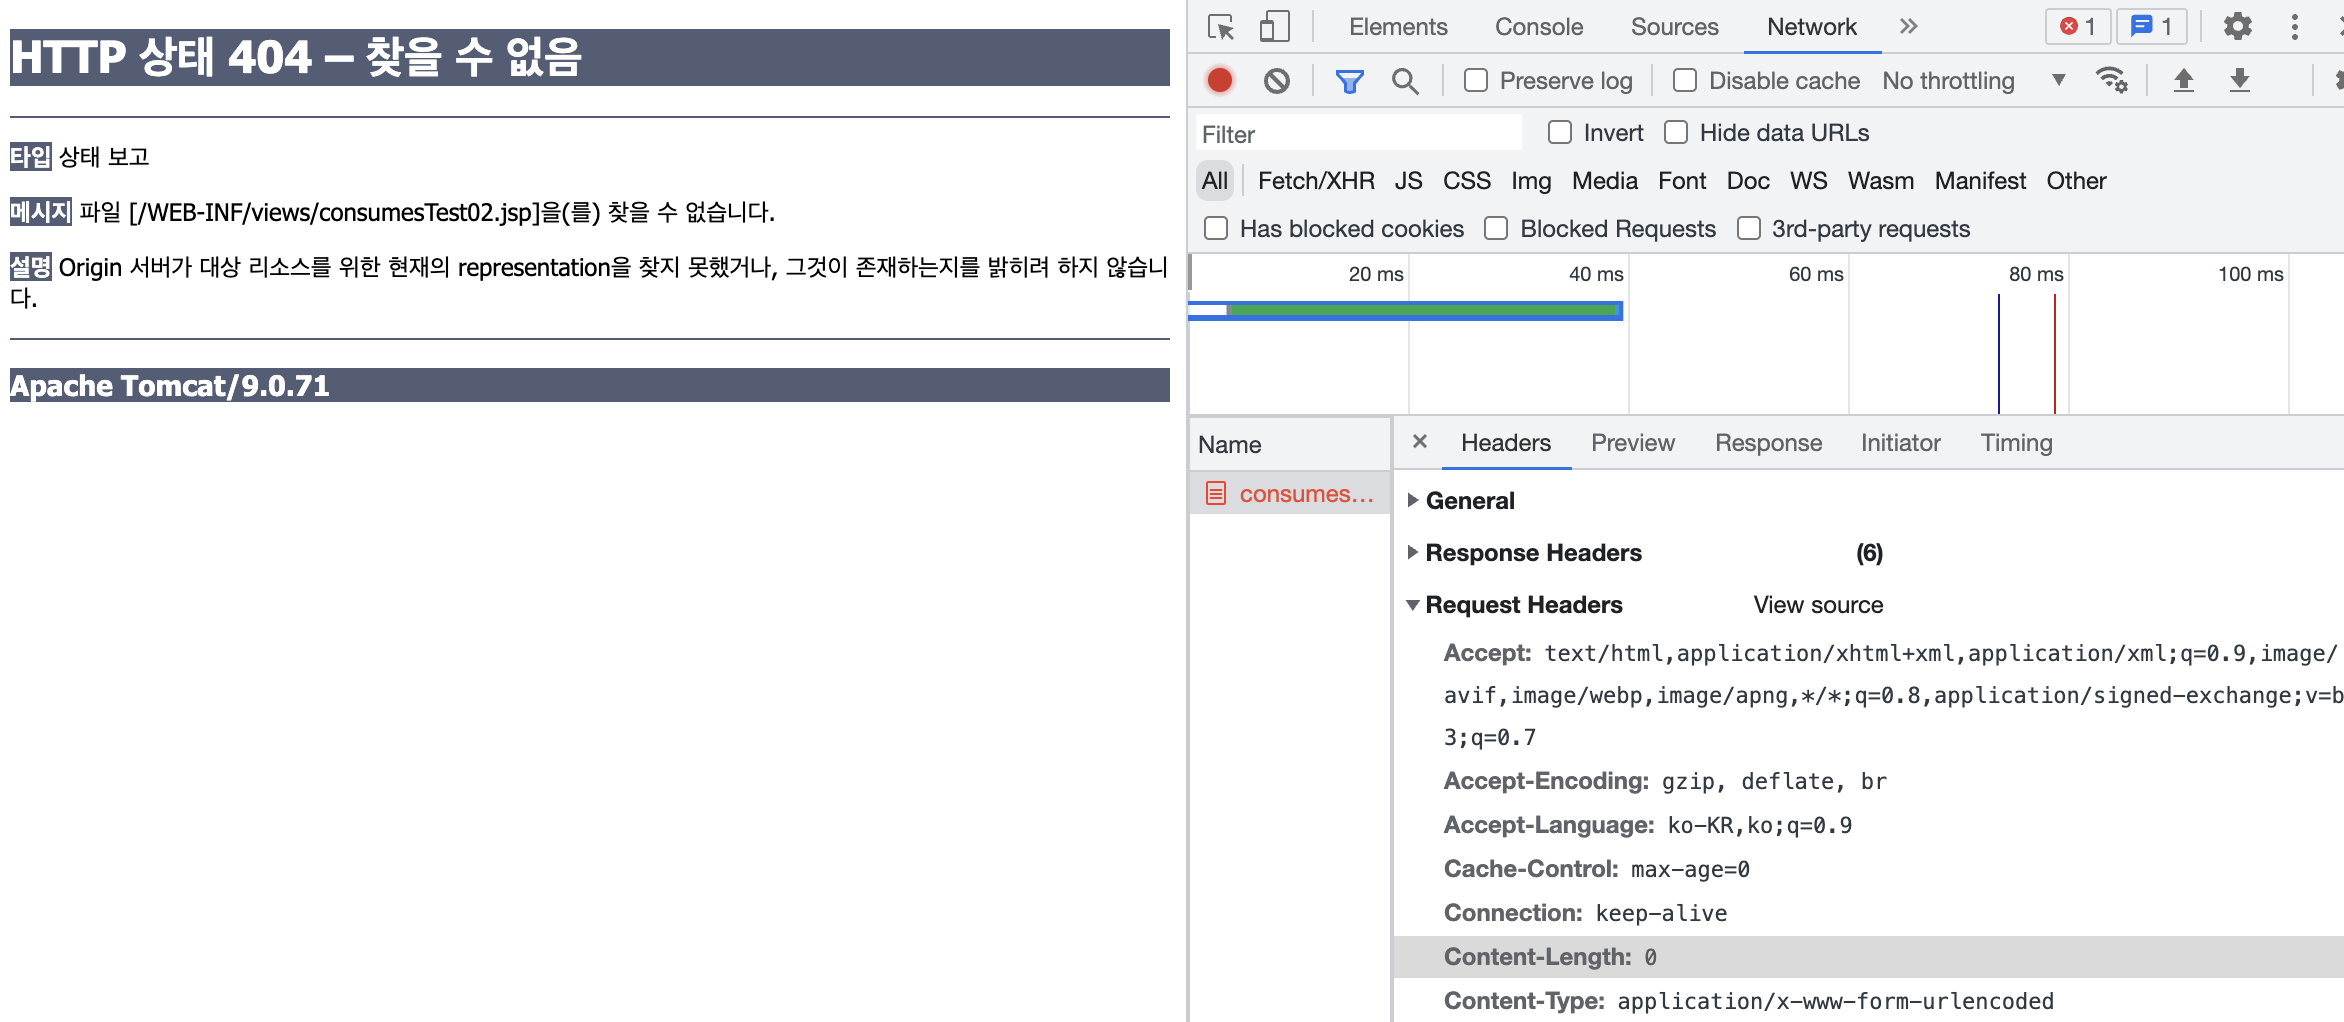 HTTP 상태 404 – 찾을 수 없음
타입 상태 보고
메시지 파일 [/WEB-INF/views/consumesTest02.jsp]을(를) 찾을 수 없습니다.
설명 Origin 서버가 대상 리소스를 위한 현재의 representation을 찾지 못했거나, 그것이 존재하는지를 밝히려 하지 않습니
다.
Apache Tomcat/9.0.71
Elements Console Sources Network 1 1
Preserve log Disable cache No throttling
Filter Invert Hide data URLs
All Fetch/XHR JS CSS Img Media Font Doc WS Wasm Manifest Other
Has blocked cookies Blocked Requests 3rd-party requests
20 ms 40 ms 60 ms 80 ms 100 ms
Name
consumes…
Headers Preview Response Initiator Timing
General
Response Headers (6)
Request Headers View source
Accept: text/html,application/xhtml+xml,application/xml;q=0.9,image/
avif,image/webp,image/apng,*/*;q=0.8,application/signed-exchange;v=b
3;q=0.7
Accept-Encoding: gzip, deflate, br
Accept-Language: ko-KR,ko;q=0.9
Cache-Control: max-age=0
Connection: keep-alive
Content-Length: 0
Content-Type: application/x-www-form-urlencoded